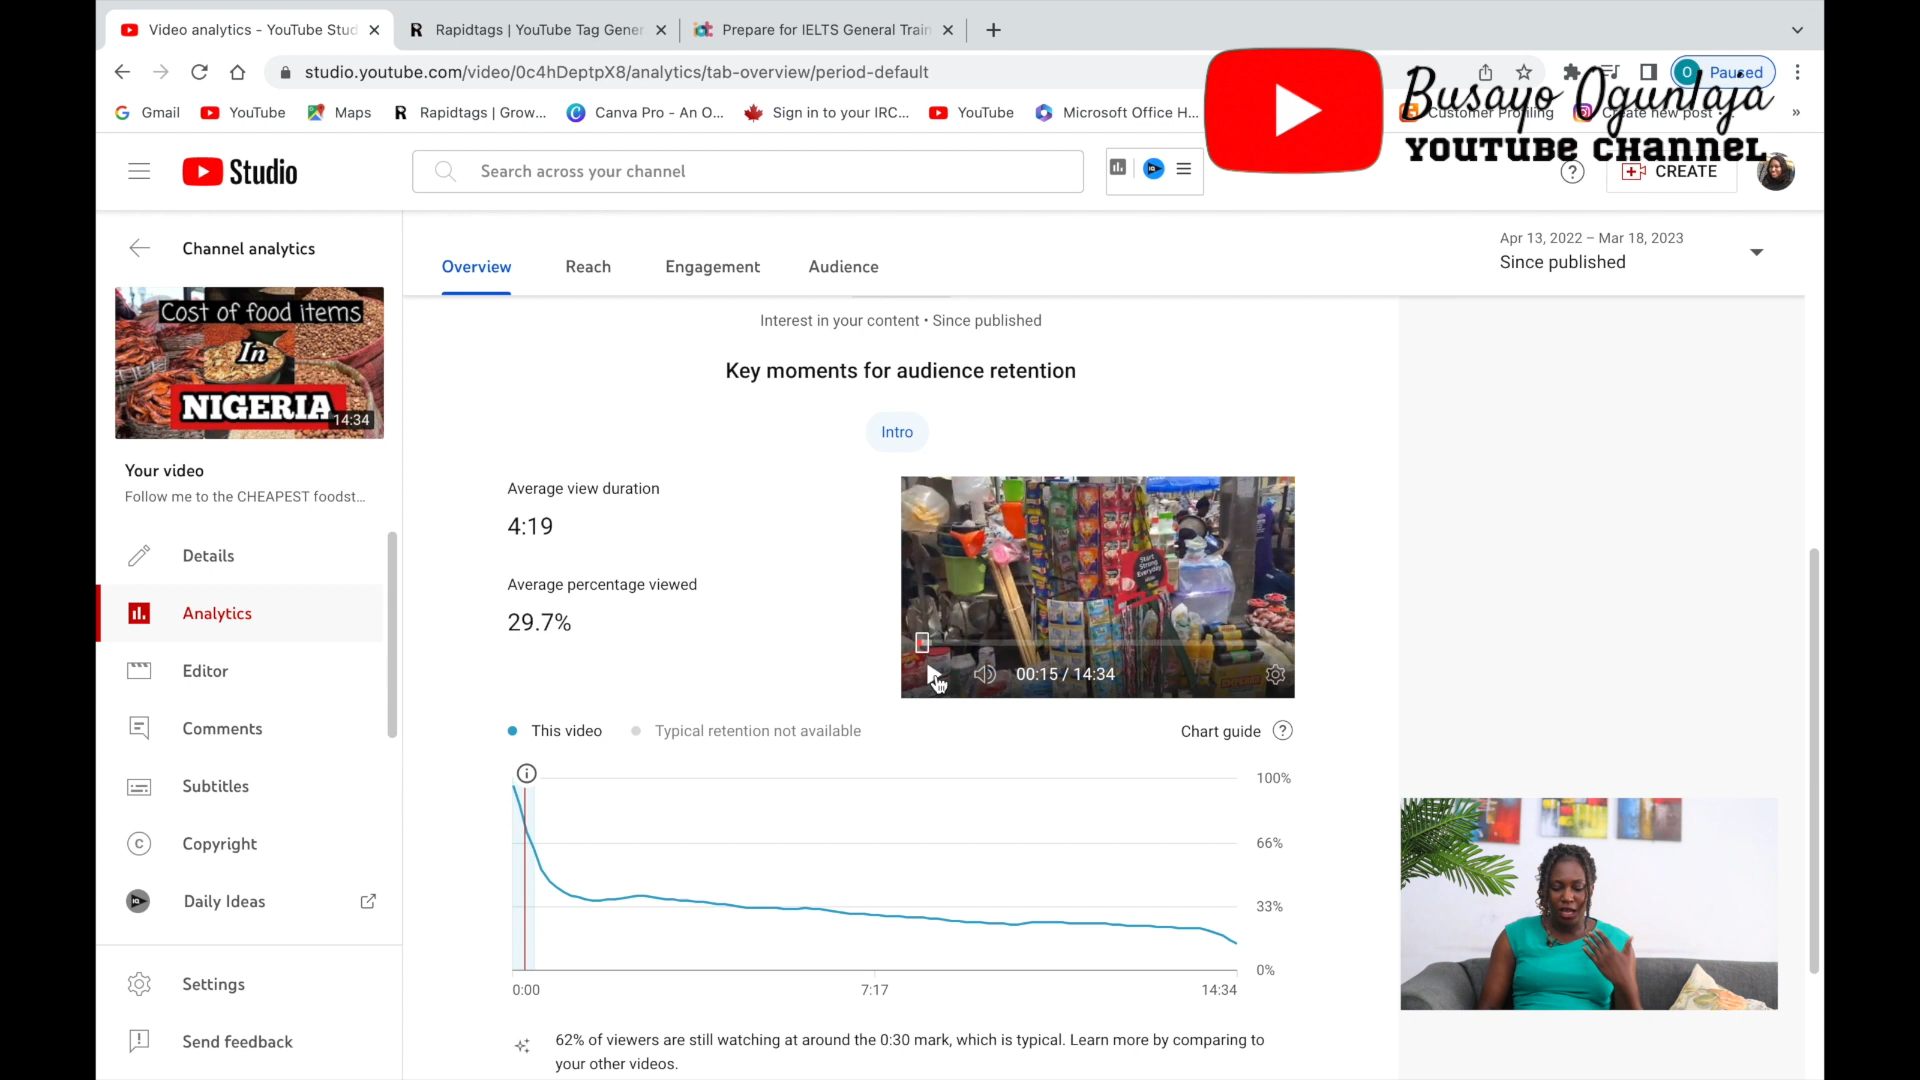 Video analytics - YouTube Stud
Rapidtags | YouTube Tag Gener
Prepare for IELTS General Train
studio.youtube.com/video/0c4hDeptpX8/analytics/tab-overview/period-default
Paused
Gmail
YouTube
Maps
Rapidtags | Grow...
Canva Pro - An O...
Sign in to your IRC...
YouTube
Microsoft Office H...
Customer Profiling
Create new post •
Busayo Oguntaja
YOUTUBE CHANNEL
Studio
Search across your channel
CREATE
Channel analytics
Overview
Reach
Engagement
Audience
Apr 13, 2022 – Mar 18, 2023
Since published
Cost of food items
In
NIGERIA
14:34
Your video
Follow me to the CHEAPEST foodst...
Details
Analytics
Editor
Comments
Subtitles
Copyright
Daily Ideas
Settings
Send feedback
Interest in your content • Since published
Key moments for audience retention
Intro
Average view duration
4:19
Average percentage viewed
29.7%
Start
Strong
Everyday
00:15 / 14:34
This video
Typical retention not available
Chart guide
100%
66%
33%
0%
0:00
7:17
14:34
62% of viewers are still watching at around the 0:30 mark, which is typical. Learn more by comparing to
your other videos.